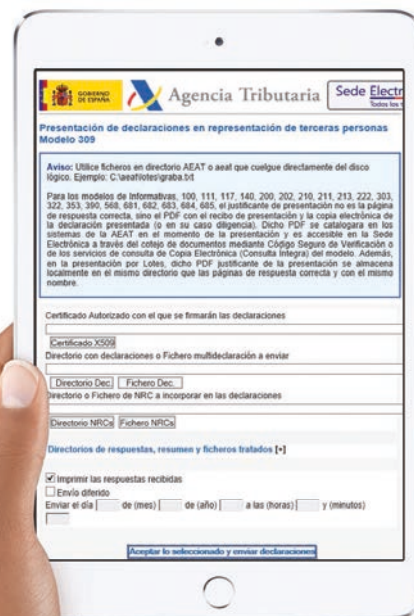 GOBIERNO
DE ESPAÑA
Agencia Tributaria
Sede Electr
Todos los
Presentación de declaraciones en representación de terceras personas
Modelo 309
Aviso: Utilice ficheros en directorio AEAT o aeat que cuelgue directamente del disco
lógico. Ejemplo: C:\aeat\lotes\graba.txt
Para los modelos de Informativas, 100, 111, 117, 140, 200, 202, 210, 211, 213, 222, 303,
322, 353, 390, 568, 681, 682, 683, 684, 685, el justificante de presentación no es la página
de respuesta correcta, sino el PDF con el recibo de presentación y la copia electrónica de
la declaración presentada (o en su caso diligencia). Dicho PDF se catalogara en los
sistemas de la AEAT en el momento de la presentación y es accesible en la Sede
Electrónica a través del cotejo de documentos mediante Código Seguro de Verificación o
de los servicios de consulta de Copia Electrónica (Consulta Integra) del modelo. Además,
en la presentación por Lotes, dicho PDF justificante de la presentación se almacena
localmente en el mismo directorio que las páginas de respuesta correcta y con el mismo
nombre.
Certificado Autorizado con el que se firmarán las declaraciones
Certificado X509
Directorio con declaraciones o Fichero multideclaración a enviar
Directorio Dec. Fichero Dec.
Directorio o Fichero de NRC a incorporar en las declaraciones
Directorio NRCs Fichero NRCs
Directorios de respuestas, resumen y ficheros tratados [+]
Imprimir las respuestas recibidas
Envío diferido
Enviar el día de (mes) de (año) a las (horas) y (minutos)
Aceptar lo seleccionado y enviar declaraciones